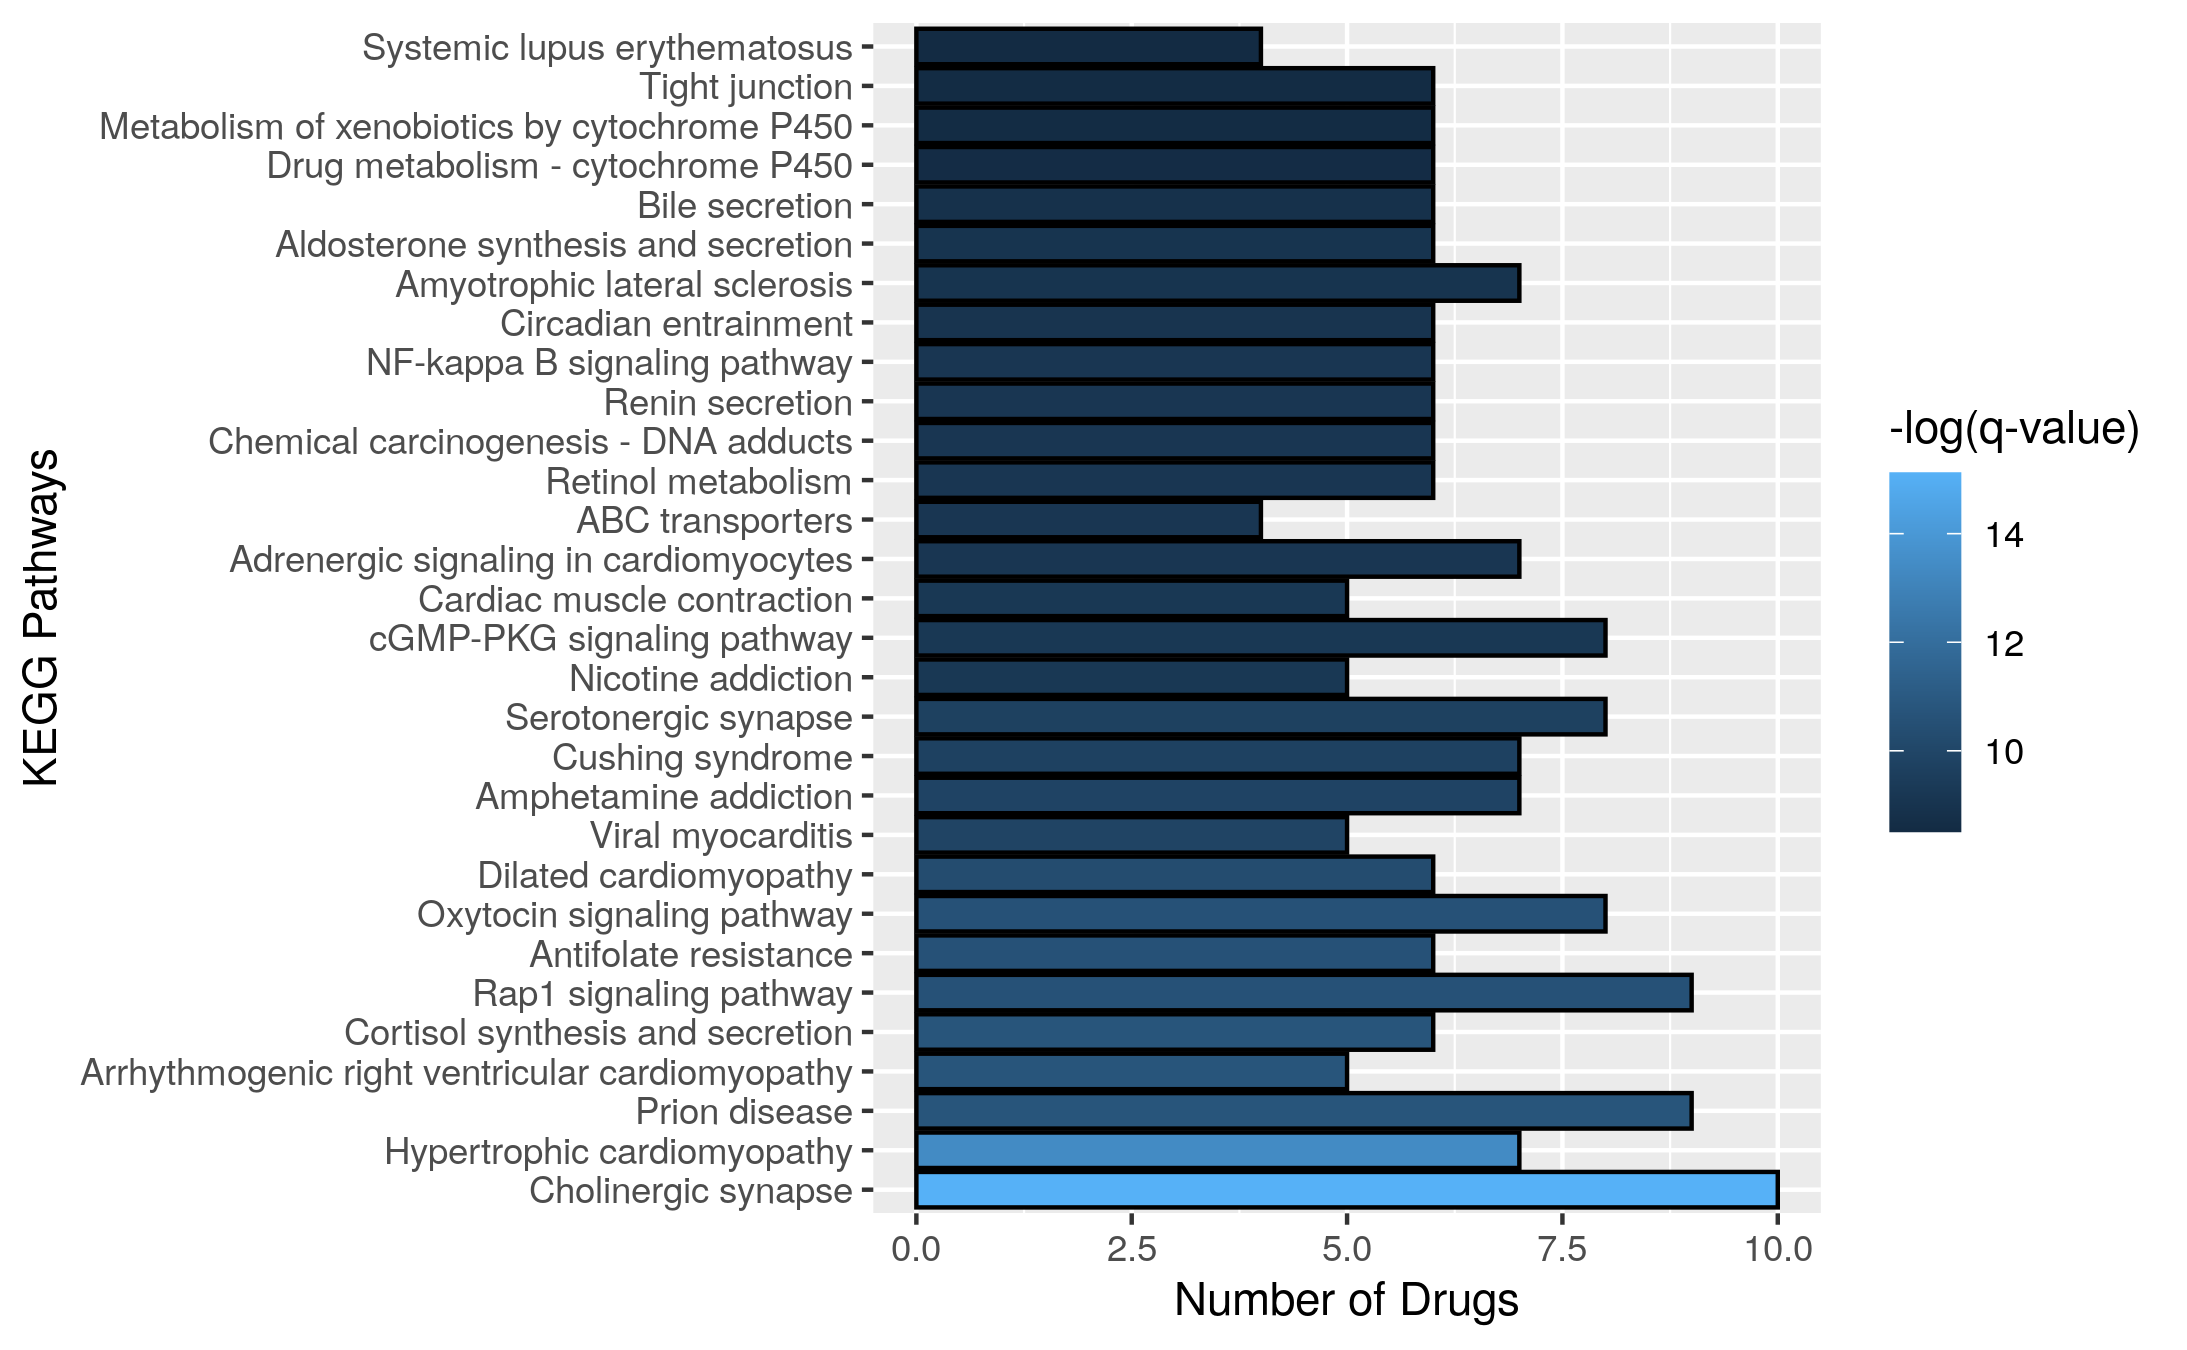 Systemic lupus erythematosus
Tight junction
Metabolism of xenobiotics by cytochrome P450
Drug metabolism - cytochrome P450
Bile secretion
Aldosterone synthesis and secretion
Amyotrophic lateral sclerosis
Circadian entrainment
NF-kappa B signaling pathway
Renin secretion
Chemical carcinogenesis - DNA adducts
Retinol metabolism
ABC transporters
Adrenergic signaling in cardiomyocytes
Cardiac muscle contraction
cGMP-PKG signaling pathway
Nicotine addiction
Serotonergic synapse
Cushing syndrome
Amphetamine addiction
Viral myocarditis
Dilated cardiomyopathy
Oxytocin signaling pathway
Antifolate resistance
Rap1 signaling pathway
Cortisol synthesis and secretion
Arrhythmogenic right ventricular cardiomyopathy
Prion disease
Hypertrophic cardiomyopathy
Cholinergic synapse
KEGG Pathways
0.0 2.5 5.0 7.5 10.0
Number of Drugs
-log(q-value)
14
12
10